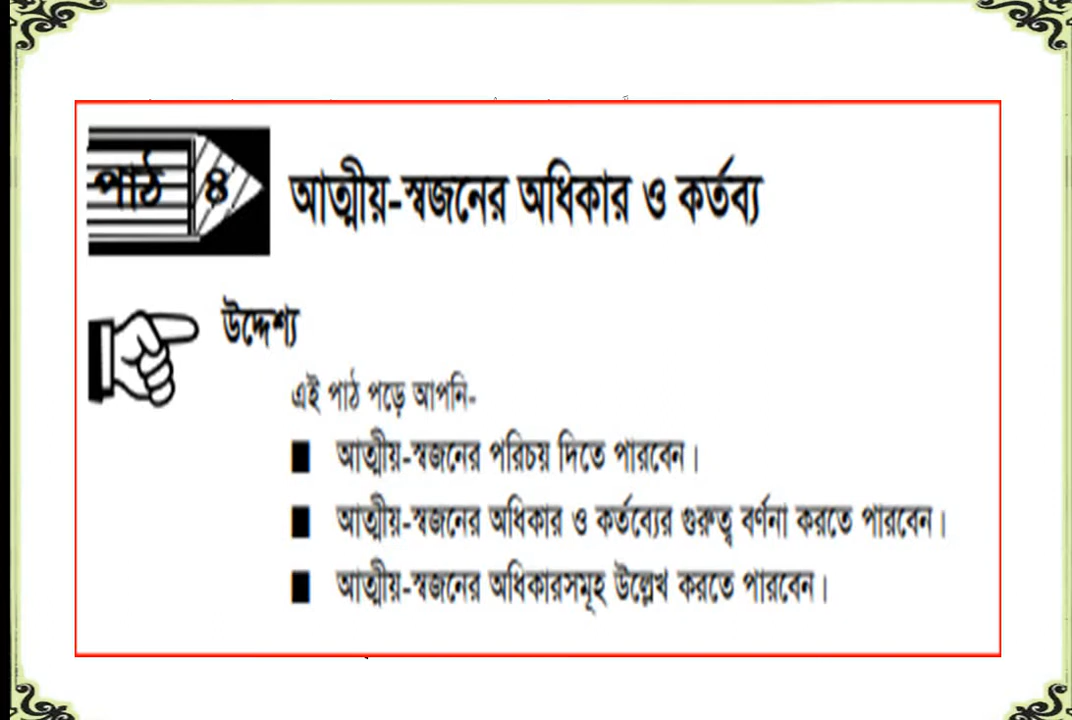 পাঠ ৪
আত্মীয়-স্বজনের অধিকার ও কর্তব্য
উদ্দেশ্য
এই পাঠ পড়ে আপনি-
■ আত্মীয়-স্বজনের পরিচয় দিতে পারবেন।
■ আত্মীয়-স্বজনের অধিকার ও কর্তব্যের গুরুত্ব বর্ণনা করতে পারবেন।
■ আত্মীয়-স্বজনের অধিকারসমূহ উল্লেখ করতে পারবেন।